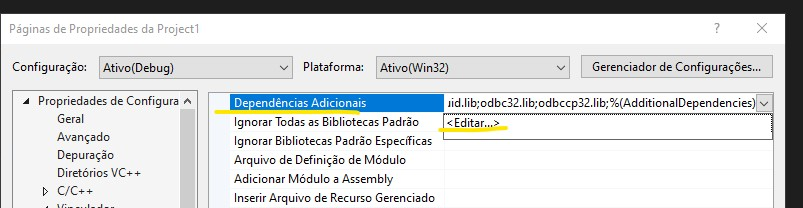 Páginas de Propriedades da Project1
? ×
Configuração: Ativo(Debug) Plataforma: Ativo(Win32) Gerenciador de Configurações...
Propriedades de Configura
Geral
Avançado
Depuração
Diretórios VC++
C/C++
Dependências Adicionais uid.lib;odbc32.lib;odbccp32.lib;%(AdditionalDependencies)
Ignorar Todas as Bibliotecas Padrão <Editar...>
Ignorar Bibliotecas Padrão Específicas
Arquivo de Definição de Módulo
Adicionar Módulo a Assembly
Inserir Arquivo de Recurso Gerenciado